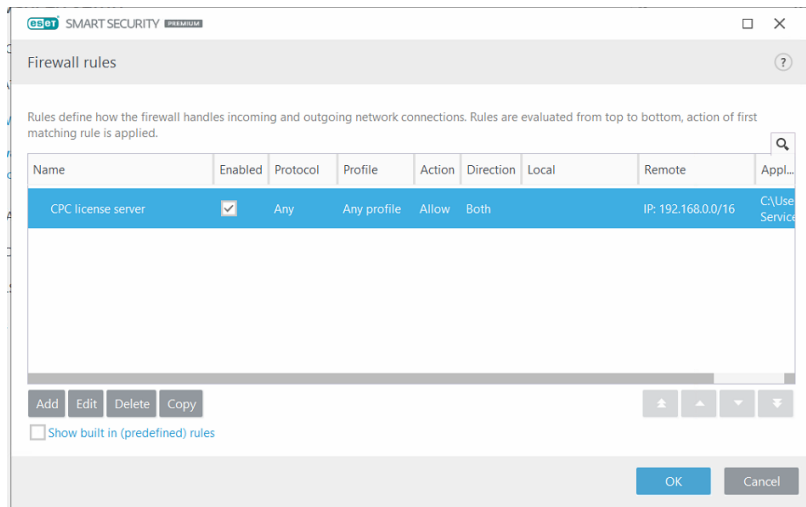 eseT SMART SECURITY PREMIUM
Firewall rules
?
Rules define how the firewall handles incoming and outgoing network connections. Rules are evaluated from top to bottom, action of first
matching rule is applied.
Name Enabled Protocol Profile Action Direction Local Remote Appl...
CPC license server Any Any profile Allow Both IP: 192.168.0.0/16 C:\Use
Service
Add Edit Delete Copy
Show built in (predefined) rules
OK Cancel